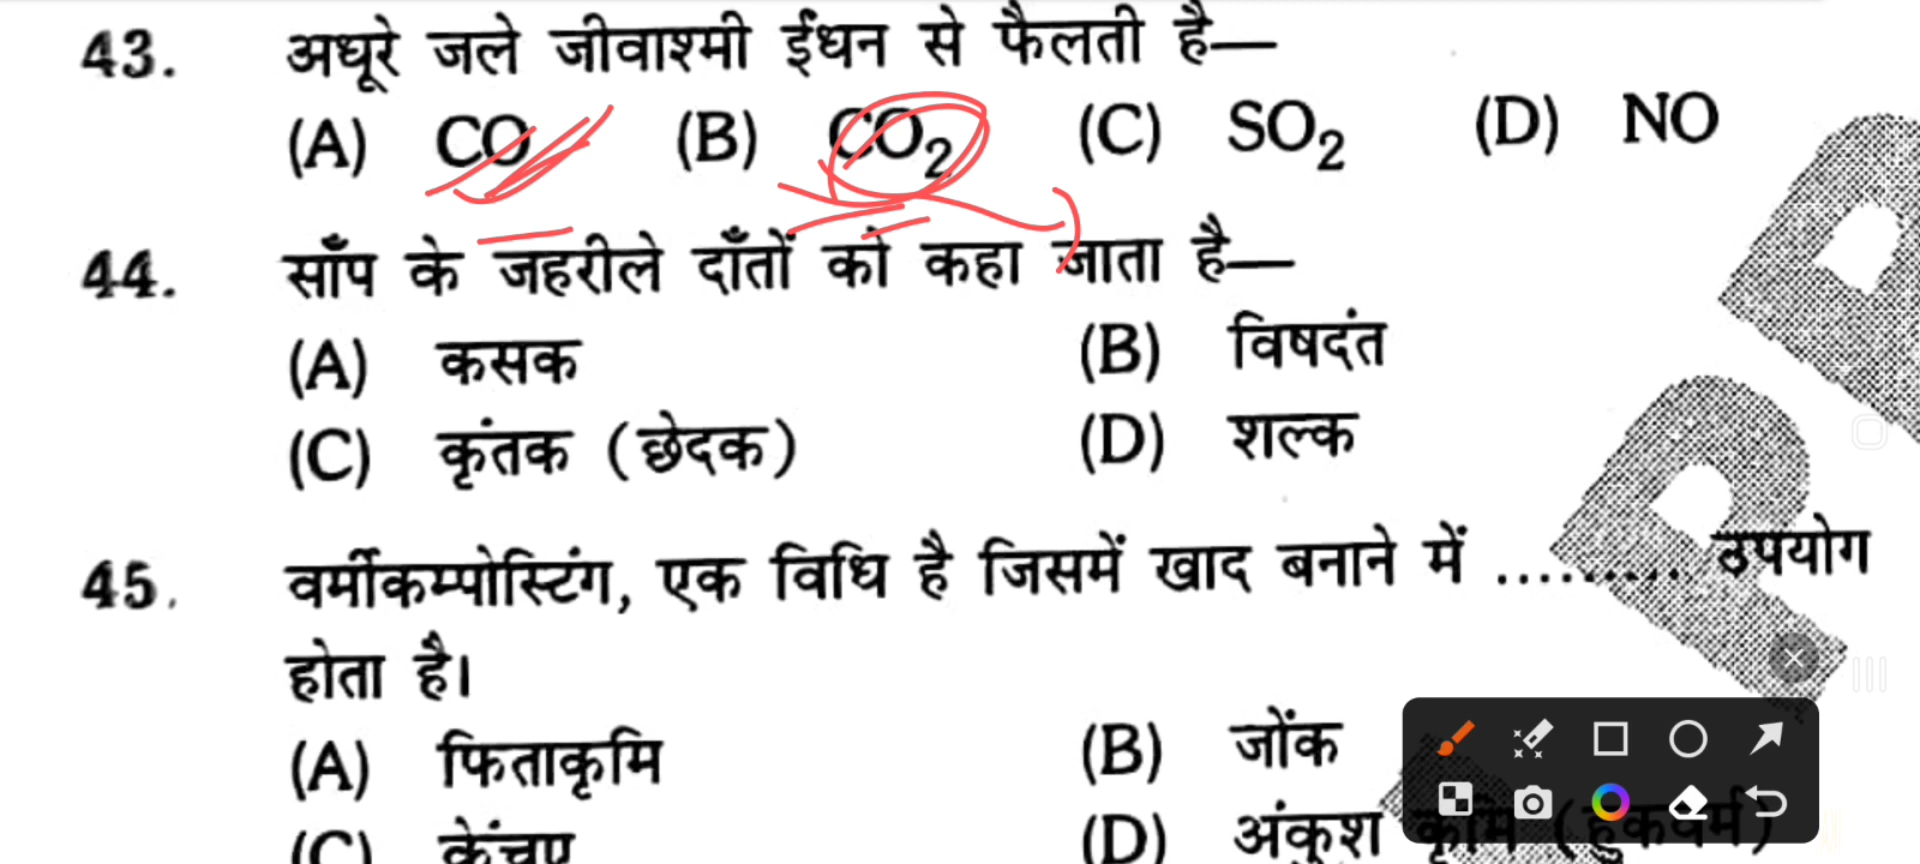 43. अधूरे जले जीवाश्मी ईंधन से फैलती है—
(A) CO (B) CO₂ (C) SO₂ (D) NO
44. साँप के जहरीले दाँतों को कहा जाता है—
(A) कसक (B) विषदंत
(C) कृंतक (छेदक) (D) शल्क
45. वर्मीकम्पोस्टिंग, एक विधि है जिसमें खाद बनाने में .......... उपयोग
होता है।
(A) फिताकृमि (B) जोंक
(C) केंचुए (D) अंकुश कृमि (हुकवर्म)